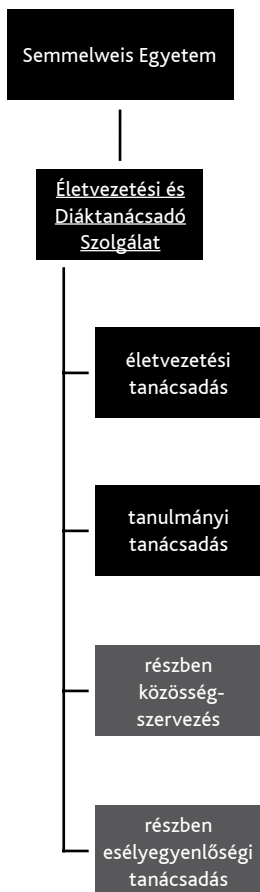 Semmelweis Egyetem
Életvezetési és
Diáktanácsadó
Szolgálat
életvezetési
tanácsadás
tanulmányi
tanácsadás
részben
közösség-
szervezés
részben
esélyegyenlőségi
tanácsadás